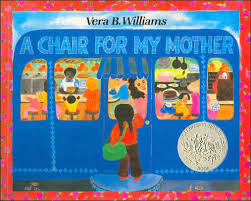 Vera B. Williams
A CHAIR FOR MY MOTHER